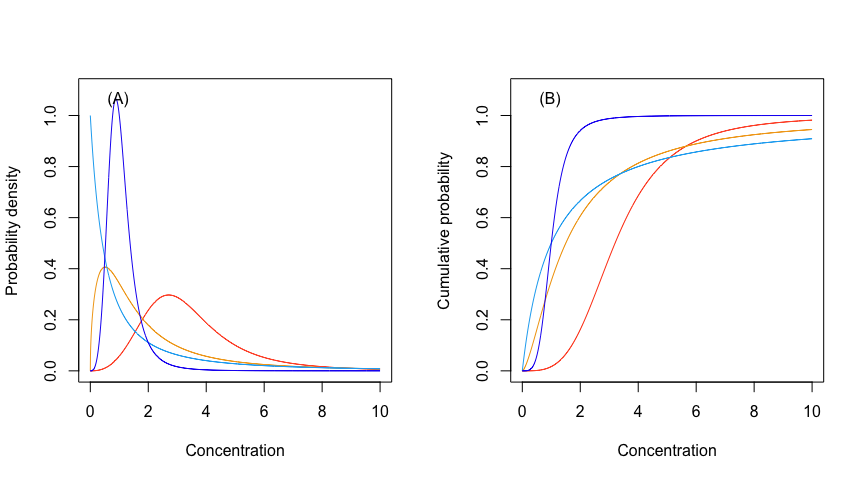 (A)
Probability density
0.0 0.2 0.4 0.6 0.8 1.0
0 2 4 6 8 10
Concentration
(B)
Cumulative probability
0.0 0.2 0.4 0.6 0.8 1.0
0 2 4 6 8 10
Concentration